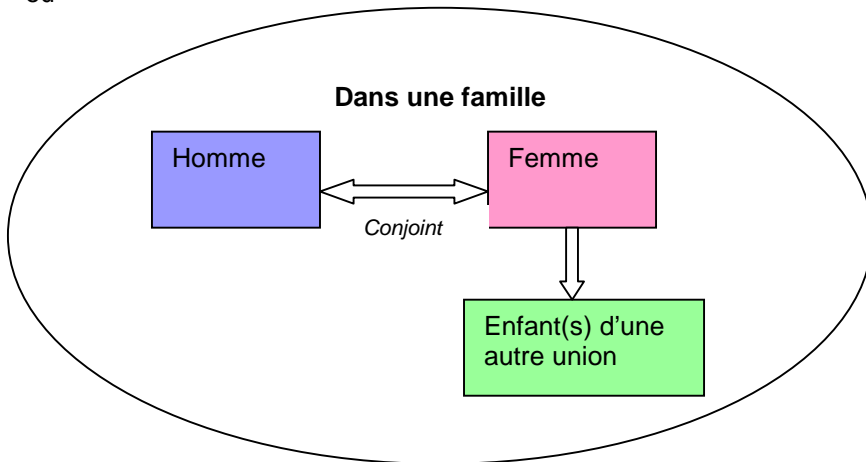 ou
Dans une famille
Homme
Femme
Conjoint
Enfant(s) d'une
autre union